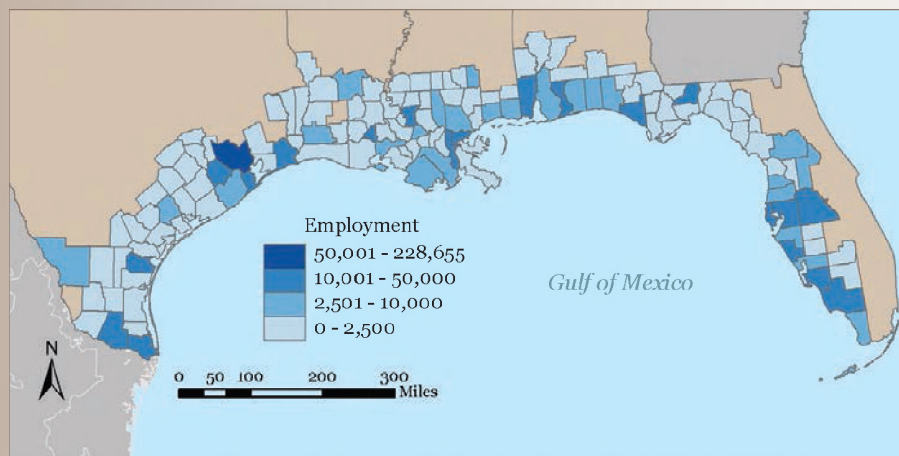 Employment
50,001 - 228,655
10,001 - 50,000
2,501 - 10,000
0 - 2,500
Gulf of Mexico
N
0 50 100 200 300
Miles